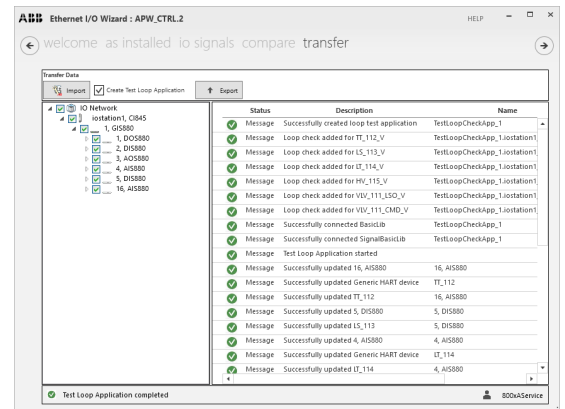 ABB Ethernet I/O Wizard : APW_CTRL.2 HELP
welcome as installed io signals compare transfer
Transfer Data
Import Create Test Loop Application Export
IO Network
iostation1, CI845
1, GIS880
1, DOS880
2, DIS880
3, AOS880
4, AIS880
5, DIS880
16, AIS880
Status Description Name
Message Successfully created loop test application TestLoopCheckApp_1
Message Loop check added for TT_112_V TestLoopCheckApp_1.iostation1_
Message Loop check added for LS_113_V TestLoopCheckApp_1.iostation1_
Message Loop check added for LT_114_V TestLoopCheckApp_1.iostation1_
Message Loop check added for HV_115_V TestLoopCheckApp_1.iostation1_
Message Loop check added for VLV_111_LSO_V TestLoopCheckApp_1.iostation1_
Message Loop check added for VLV_111_CMD_V TestLoopCheckApp_1.iostation1_
Message Successfully connected BasicLib TestLoopCheckApp_1
Message Successfully connected SignalBasicLib TestLoopCheckApp_1
Message Test Loop Application started
Message Successfully updated 16, AIS880 16, AIS880
Message Successfully updated Generic HART device TT_112
Message Successfully updated TT_112 16, AIS880
Message Successfully updated 5, DIS880 5, DIS880
Message Successfully updated LS_113 5, DIS880
Message Successfully updated 4, AIS880 4, AIS880
Message Successfully updated Generic HART device LT_114
Message Successfully updated LT_114 4, AIS880
Test Loop Application completed 800xAService